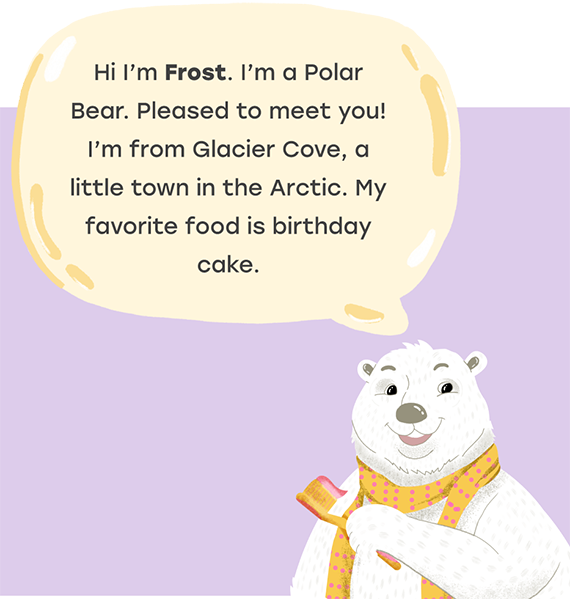 Hi I'm Frost. I'm a Polar
Bear. Pleased to meet you!
I'm from Glacier Cove, a
little town in the Arctic. My
favorite food is birthday
cake.